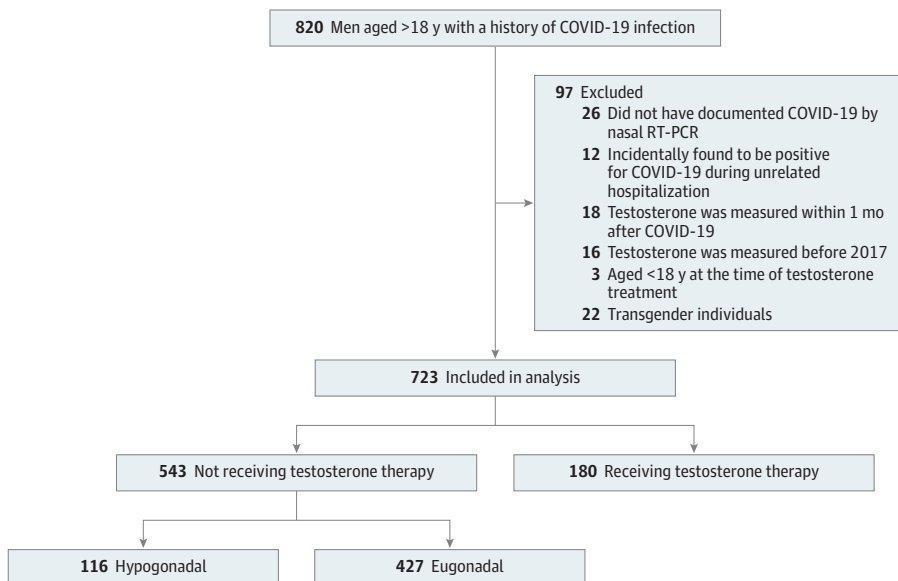 820 Men aged >18 y with a history of COVID-19 infection
97 Excluded
26 Did not have documented COVID-19 by
nasal RT-PCR
12 Incidentally found to be positive
for COVID-19 during unrelated
hospitalization
18 Testosterone was measured within 1 mo
after COVID-19
16 Testosterone was measured before 2017
3 Aged <18 y at the time of testosterone
treatment
22 Transgender individuals
723 Included in analysis
543 Not receiving testosterone therapy
180 Receiving testosterone therapy
116 Hypogonadal
427 Eugonadal